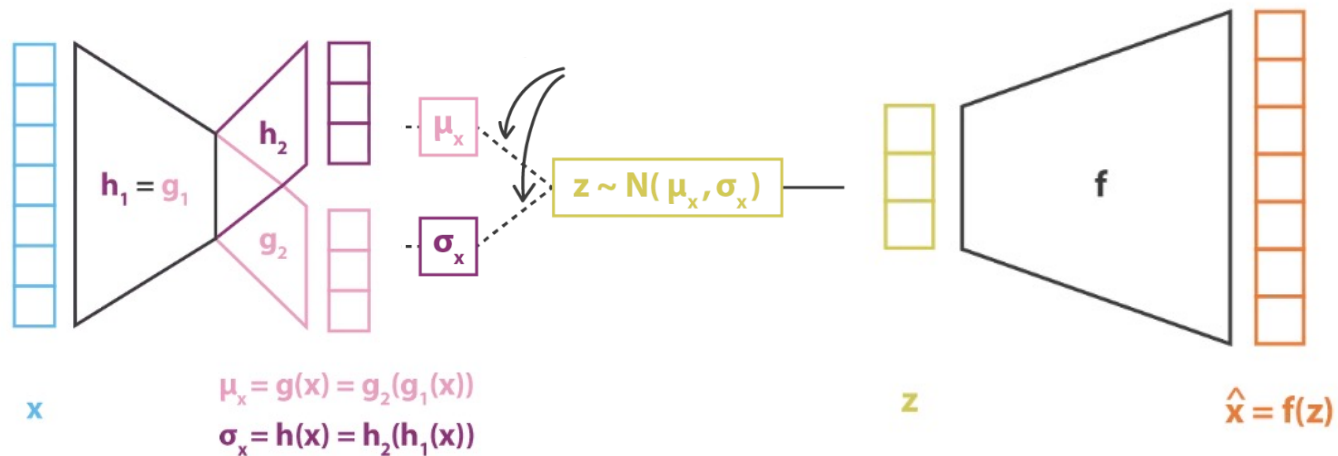 h₁ = g₁
h₂
g₂
μₓ
σₓ
z ~ N( μₓ , σₓ )
f
x
μₓ = g(x) = g₂(g₁(x))
σₓ = h(x) = h₂(h₁(x))
z
x̂ = f(z)